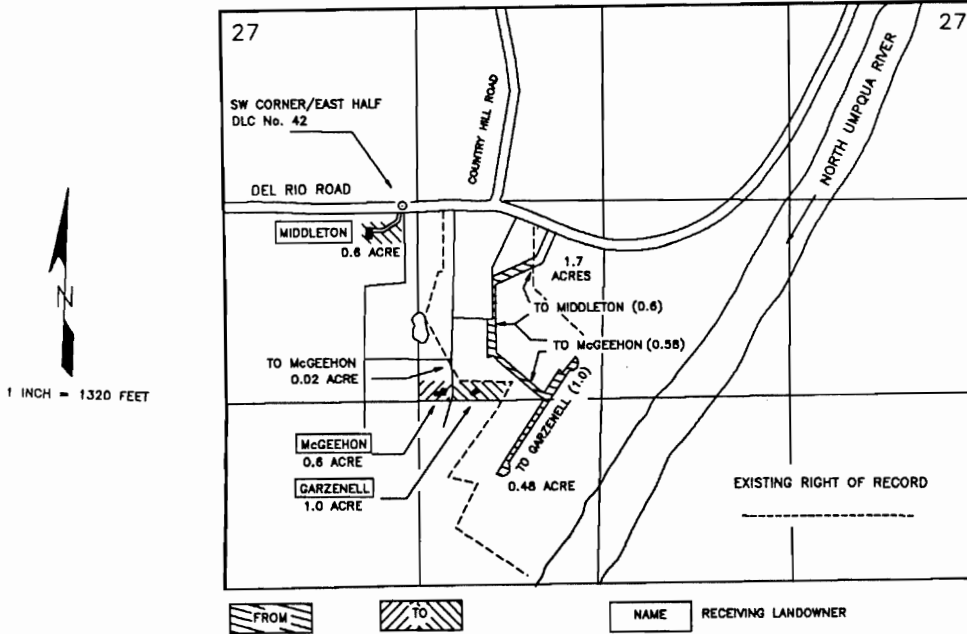 27
27
SW CORNER/EAST HALF
DLC No. 42
COUNTRY HILL ROAD
NORTH UMPQUA RIVER
DEL RIO ROAD
MIDDLETON
0.6 ACRE
1.7
ACRES
TO MIDDLETON (0.6)
TO McGEEHON (0.58)
TO McGEEHON
0.02 ACRE
N
1 INCH = 1320 FEET
TO GARZENELL (1.0)
McGEEHON
0.6 ACRE
GARZENELL
1.0 ACRE
0.48 ACRE
EXISTING RIGHT OF RECORD
FROM
TO
NAME
RECEIVING LANDOWNER